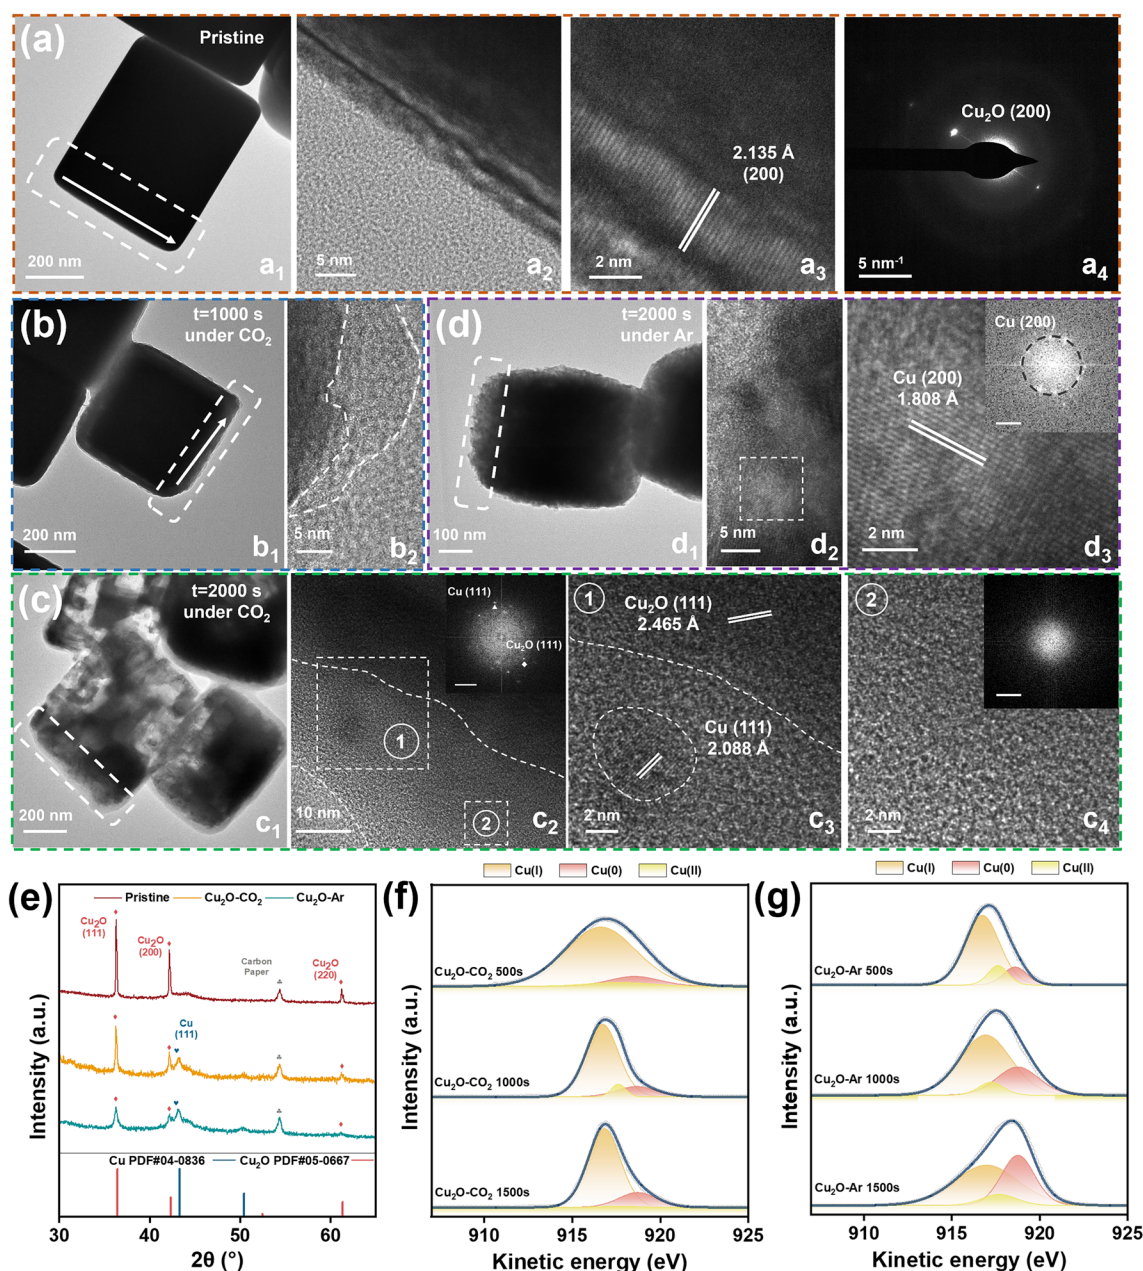 (a)
Pristine
200 nm
a1
5 nm
a2
2.135 Å
(200)
2 nm
a3
Cu2O (200)
5 nm-1
a4
(b)
t=1000 s
under CO2
200 nm
b1
5 nm
b2
(d)
t=2000 s
under Ar
100 nm
d1
5 nm
d2
Cu (200)
1.808 Å
Cu (200)
2 nm
d3
(c)
t=2000 s
under CO2
200 nm
c1
Cu (111)
Cu2O (111)
1
2
10 nm
c2
1
Cu2O (111)
2.465 Å
Cu (111)
2.088 Å
2 nm
c3
2
2 nm
c4
(e)
Pristine
Cu2O-CO2
Cu2O-Ar
Cu2O
(111)
Cu2O
(200)
Carbon
Paper
Cu2O
(220)
Cu
(111)
Cu PDF#04-0836
Cu2O PDF#05-0667
Intensity (a.u.)
30 40 50 60
2θ (°)
(f)
Cu(I) Cu(0) Cu(II)
Cu2O-CO2 500s
Cu2O-CO2 1000s
Cu2O-CO2 1500s
Intensity (a.u.)
910 915 920 925
Kinetic energy (eV)
(g)
Cu(I) Cu(0) Cu(II)
Cu2O-Ar 500s
Cu2O-Ar 1000s
Cu2O-Ar 1500s
Intensity (a.u.)
910 915 920 925
Kinetic energy (eV)